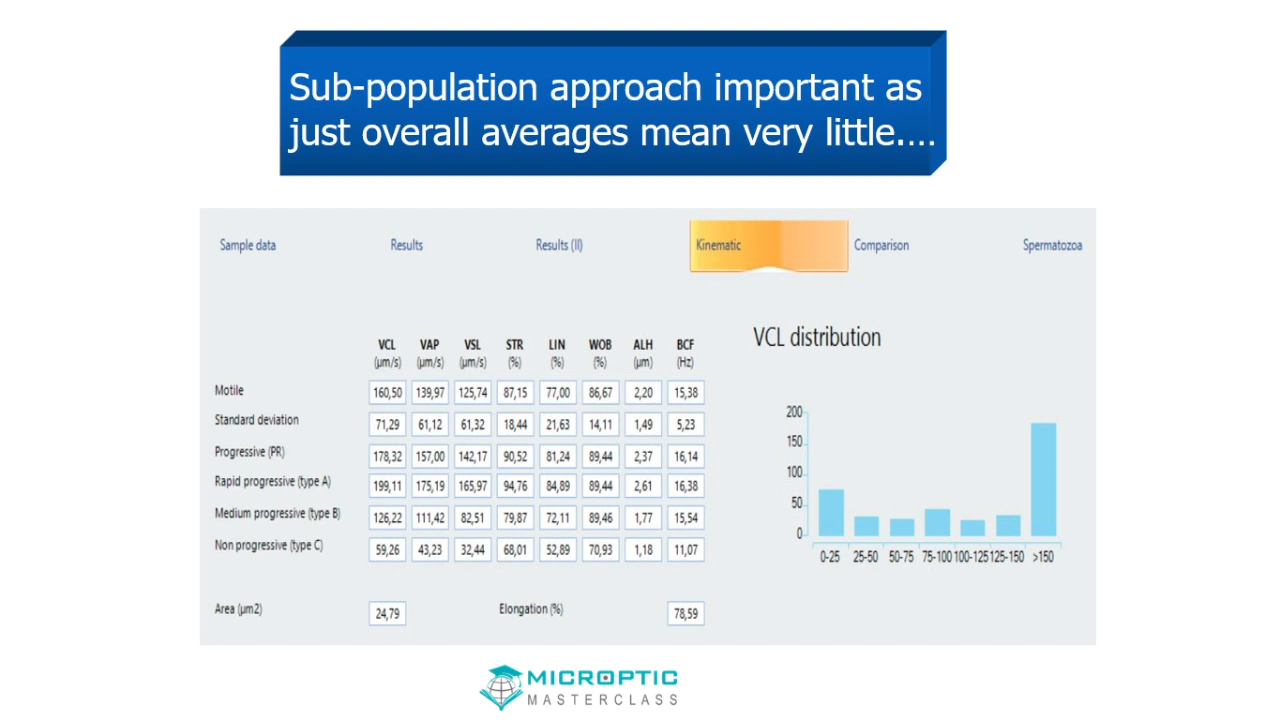 Sub-population approach important as
just overall averages mean very little.…
Sample data Results Results (II) Kinematic Comparison Spermatozoa
VCL VAP VSL STR LIN WOB ALH BCF
(µm/s) (µm/s) (µm/s) (%) (%) (%) (µm) (Hz)
Motile 160,50 139,97 125,74 87,15 77,00 86,67 2,20 15,38
Standard deviation 71,29 61,12 61,32 18,44 21,63 14,11 1,49 5,23
Progressive (PR) 178,32 157,00 142,17 90,52 81,24 89,44 2,37 16,14
Rapid progressive (type A) 199,11 175,19 165,97 94,76 84,89 89,44 2,61 16,38
Medium progressive (type B) 126,22 111,42 82,51 79,87 72,11 89,46 1,77 15,54
Non progressive (type C) 59,26 43,23 32,44 68,01 52,89 70,93 1,18 11,07
Area (µm2) 24,79 Elongation (%) 78,59
VCL distribution
200
150
100
50
0
0-25 25-50 50-75 75-100 100-125 125-150 >150
MICROPTIC
MASTERCLASS